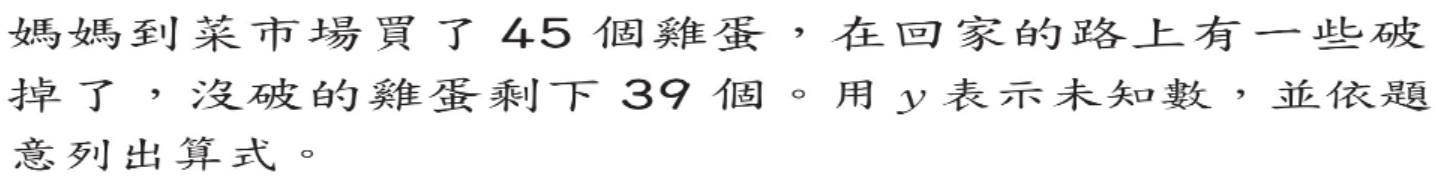 媽媽到菜市場買了 45 個雞蛋，在回家的路上有一些破
掉了，沒破的雞蛋剩下 39 個。用 y 表示未知數，並依題
意列出算式。